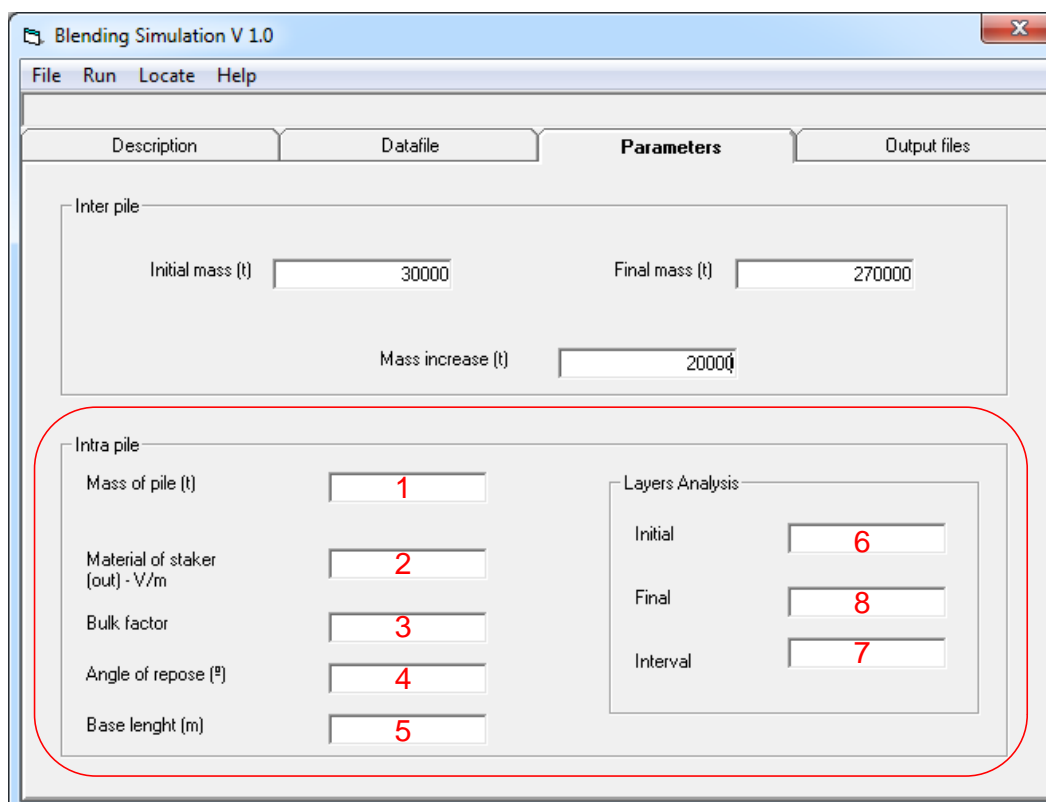 Blending Simulation V 1.0
File Run Locate Help
Description Datafile Parameters Output files
Inter pile
Initial mass (t) 30000 Final mass (t) 270000
Mass increase (t) 20000
Intra pile
Mass of pile (t) 1
Layers Analysis
Initial 6
Material of staker
(out) - V/m 2
Final 8
Bulk factor 3
Interval 7
Angle of repose (º) 4
Base lenght (m) 5